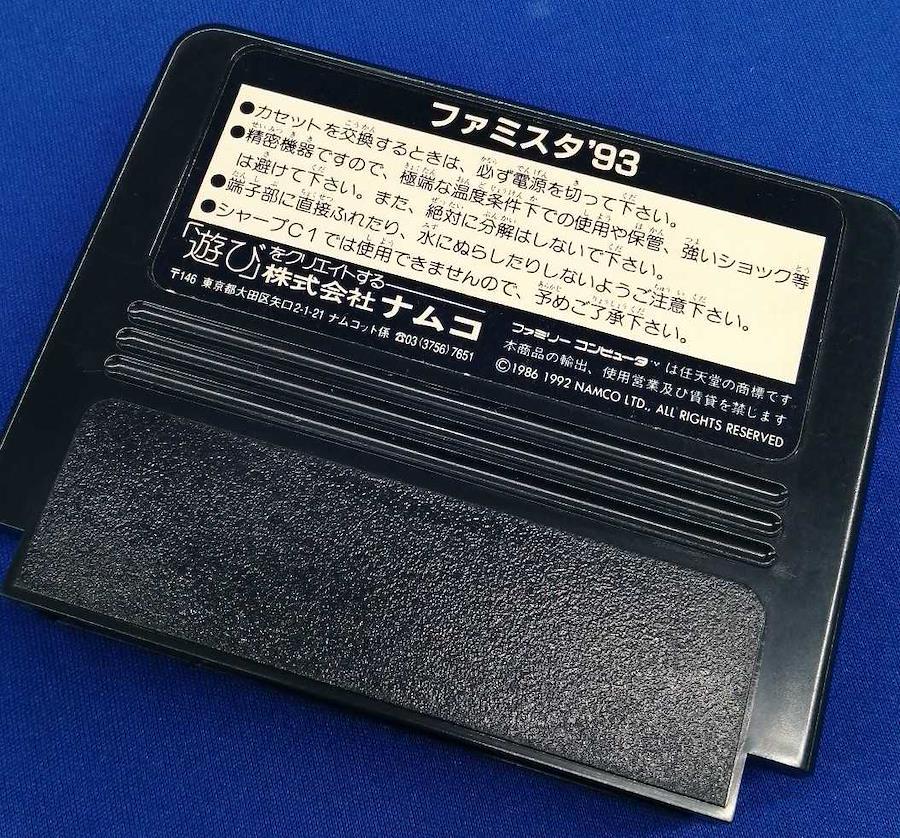 ファミスタ'93
●カセットを交換するときは、必ず電源を切って下さい。
●精密機器ですので、極端な温度条件下での使用や保管、強いショック等
は避けて下さい。また、絶対に分解はしないで下さい。
●端子部に直接ふれたり、水にぬらしたりしないようご注意下さい。
●シャープC1では使用できませんので、予めご了承下さい。
「遊び」をクリエイトする
株式会社 ナムコ
〒146 東京都大田区矢口2-1-21 ナムコット係 ☎03(3756)7651
ファミリー コンピュータ™は任天堂の商標です
本商品の輸出、使用営業及び賃貸を禁じます
©1986 1992 NAMCO LTD., ALL RIGHTS RESERVED